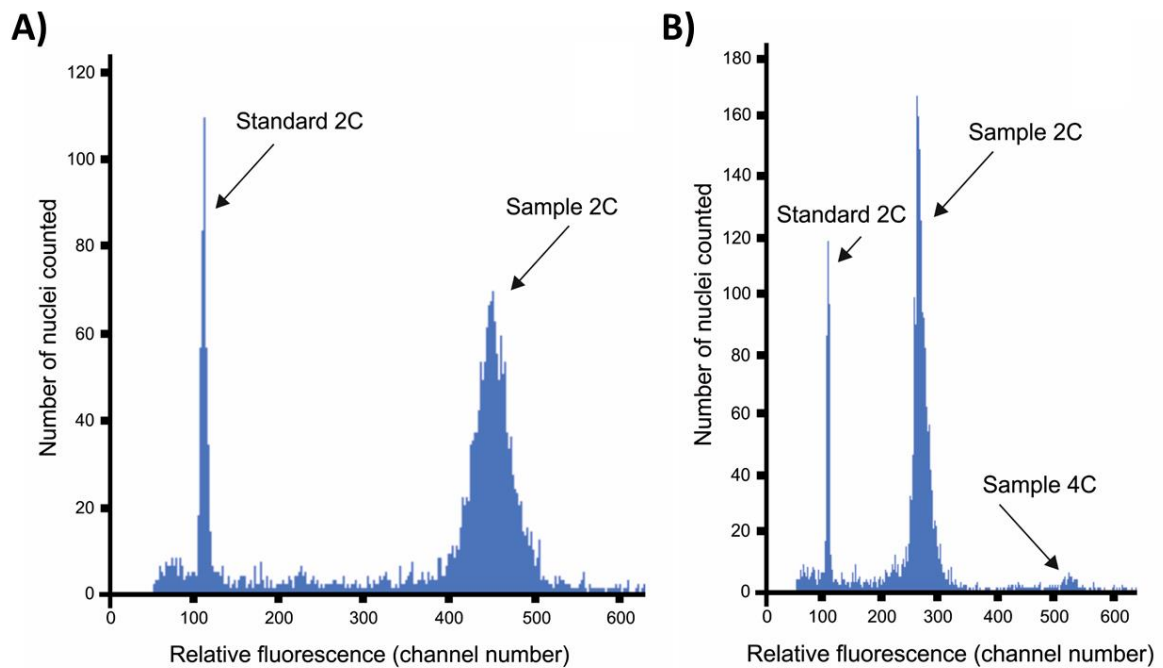 A)
Number of nuclei counted
120
100
80
60
40
20
0
Standard 2C
Sample 2C
0 100 200 300 400 500 600
Relative fluorescence (channel number)
B)
Number of nuclei counted
180
160
140
120
100
80
60
40
20
0
Sample 2C
Standard 2C
Sample 4C
0 100 200 300 400 500 600
Relative fluorescence (channel number)